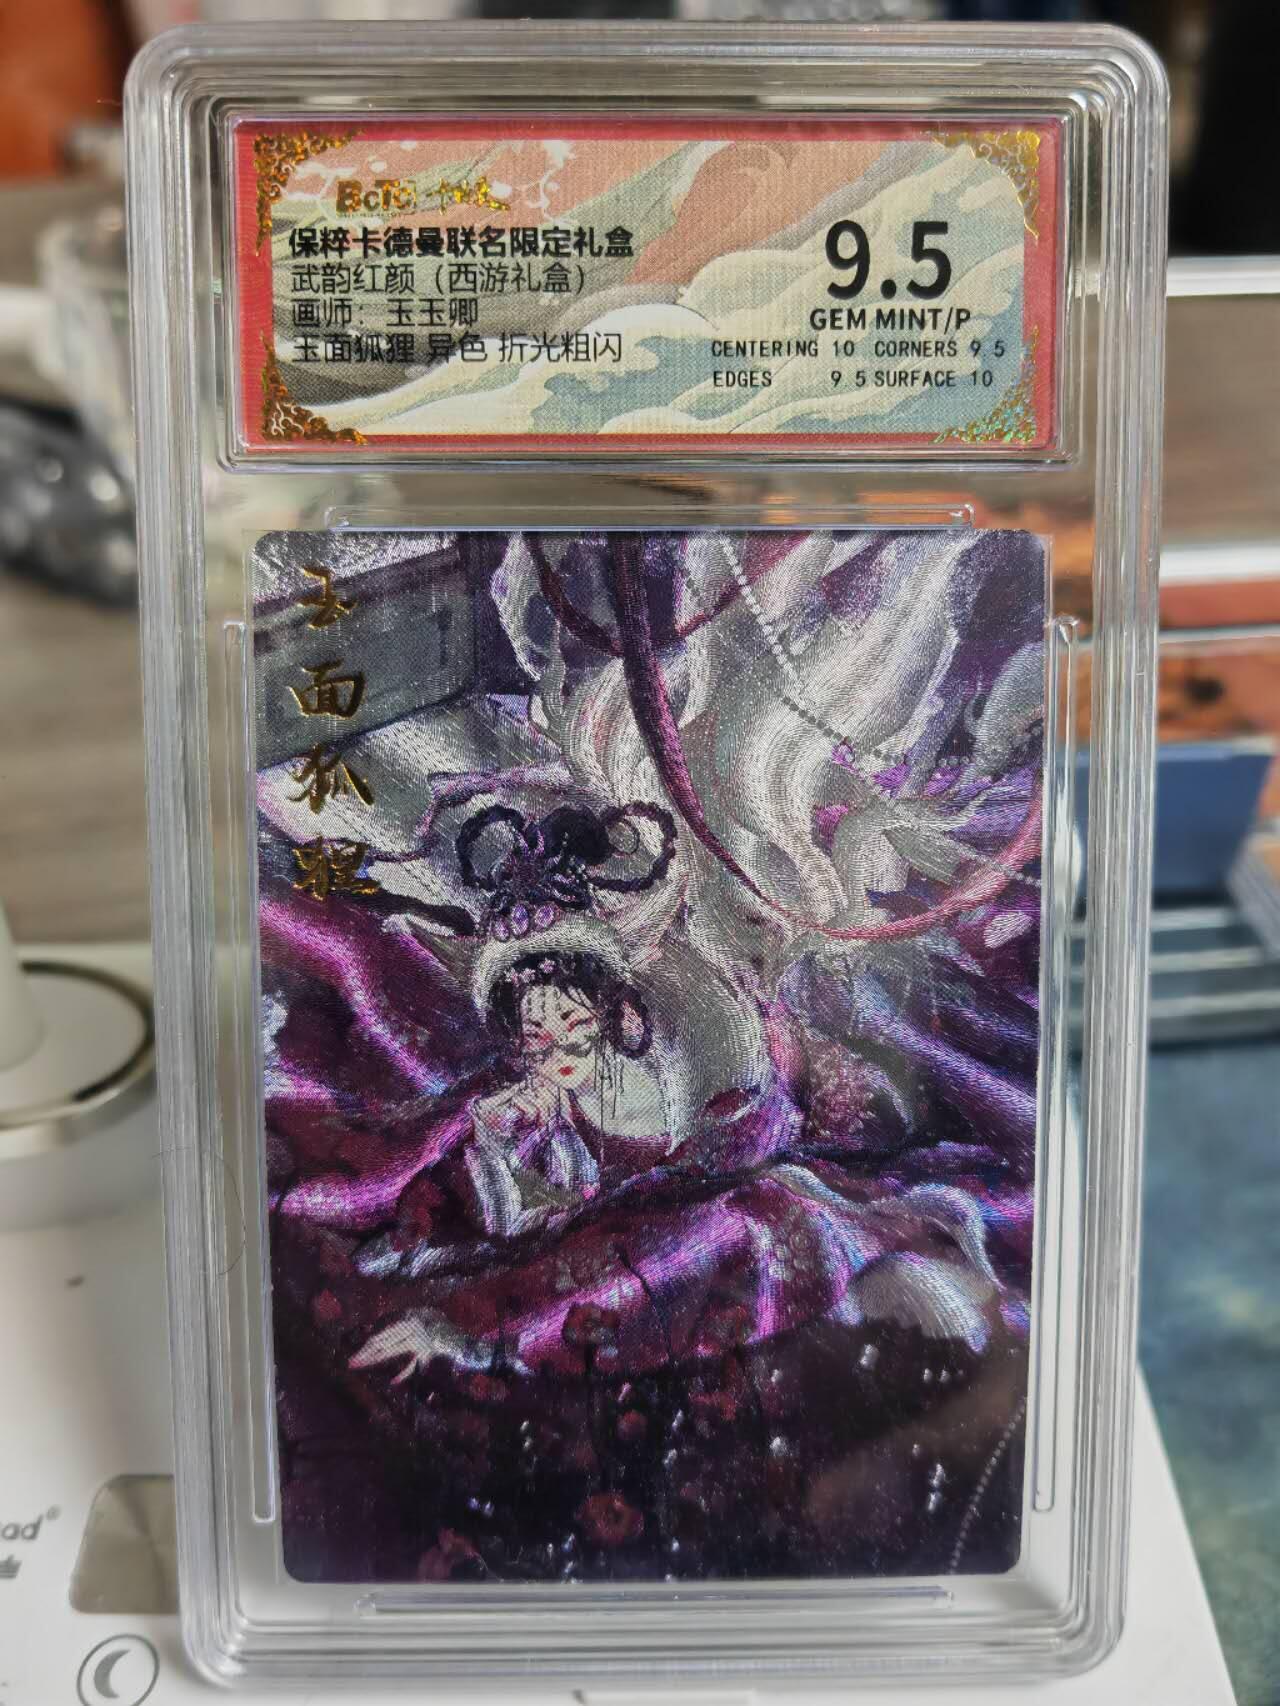 BcTC
保粹卡德曼联名限定礼盒
武韵红颜（西游礼盒）
画师：玉玉卿
玉面狐狸 异色 折光粗闪
9.5
GEM MINT/P
CENTERING 10 CORNERS 9.5
EDGES 9.5 SURFACE 10
玉面狐狸